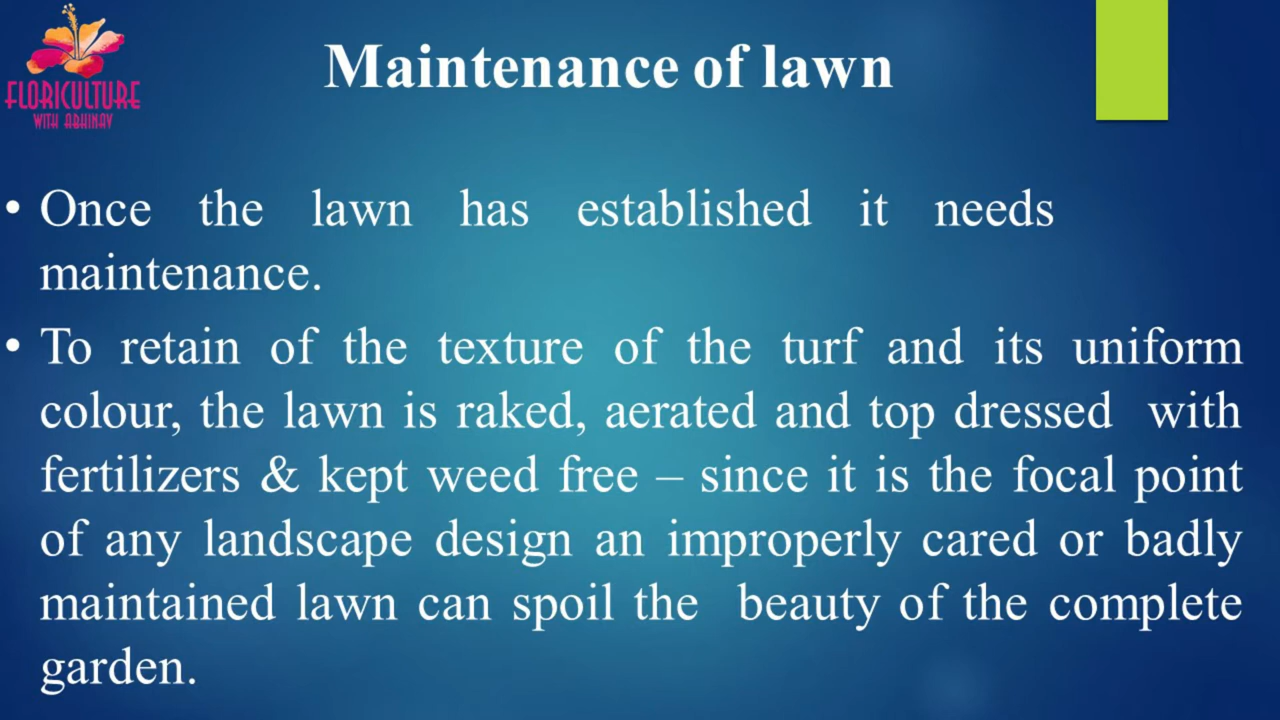 FLORICULTURE
WITH ABHINAV
Maintenance of lawn
• Once the lawn has established it needs
maintenance.
• To retain of the texture of the turf and its uniform
colour, the lawn is raked, aerated and top dressed with
fertilizers & kept weed free – since it is the focal point
of any landscape design an improperly cared or badly
maintained lawn can spoil the beauty of the complete
garden.